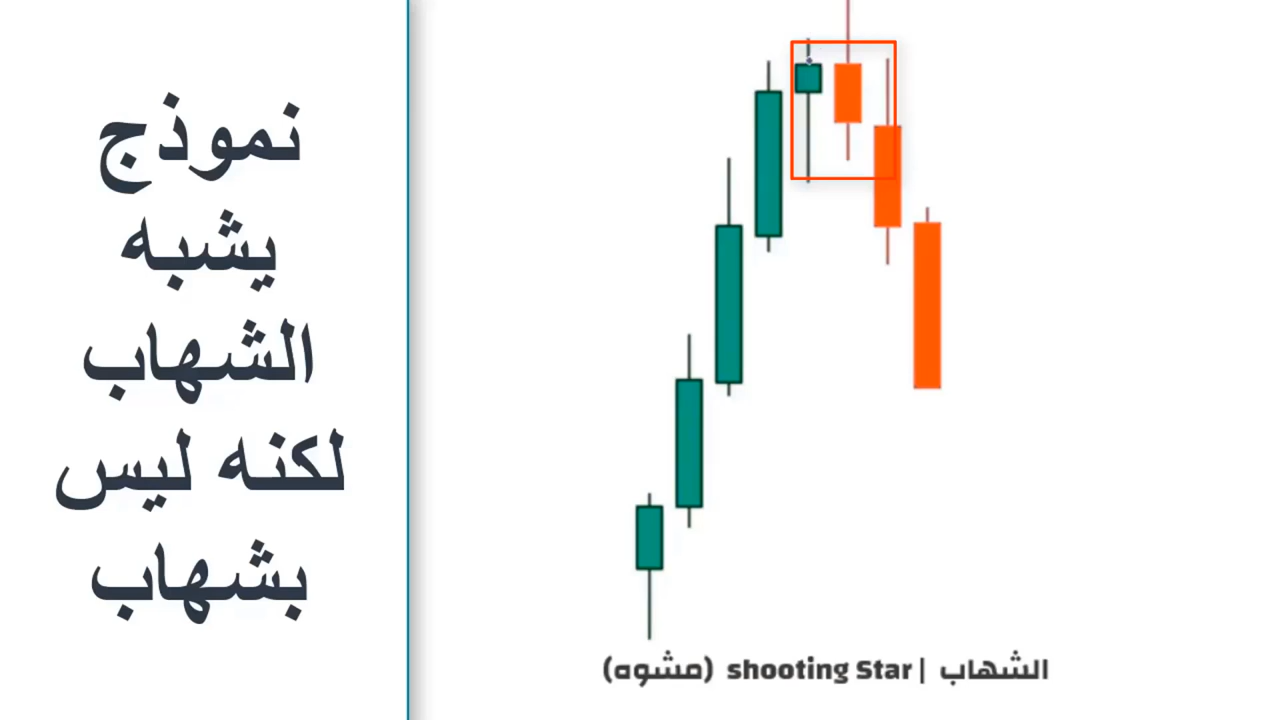 نموذج
يشبه
الشهاب
لكنه ليس
بشهاب
الشهاب | shooting Star (مشوه)